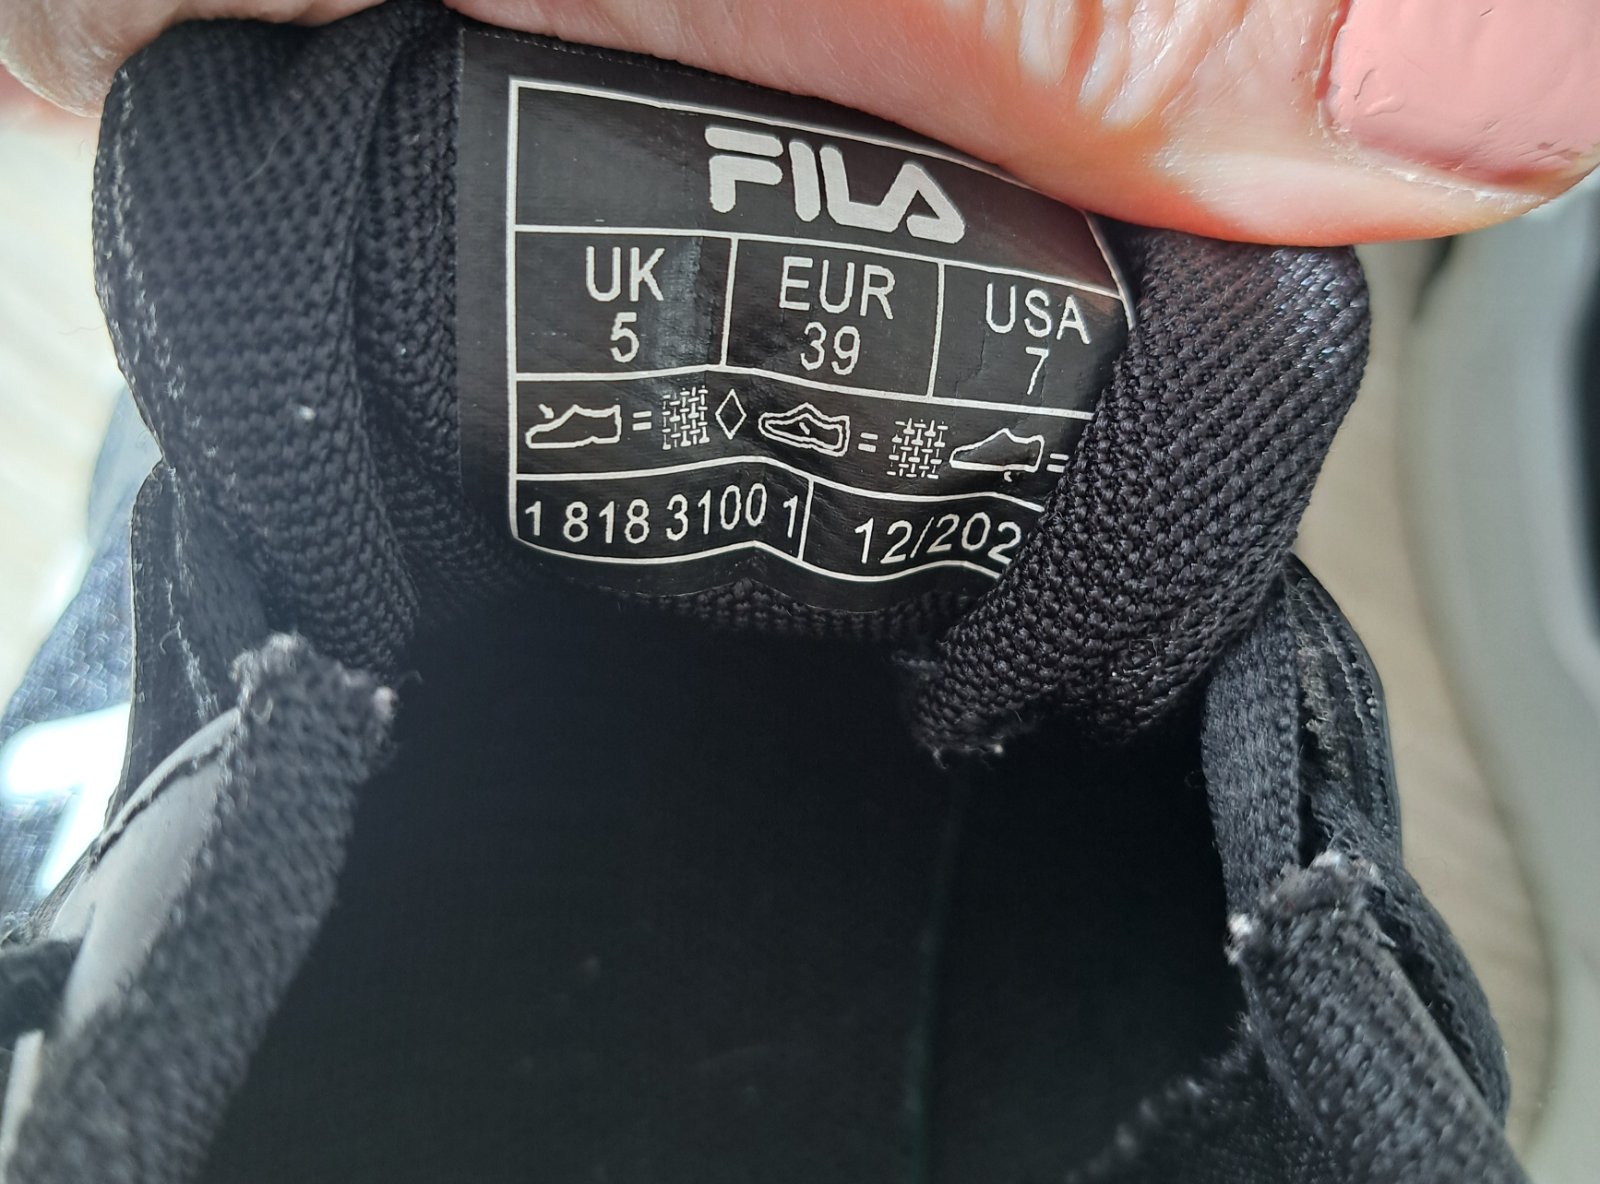 FILA
UK EUR USA
5 39 7
= =  =
1 818 3100 1 12/202